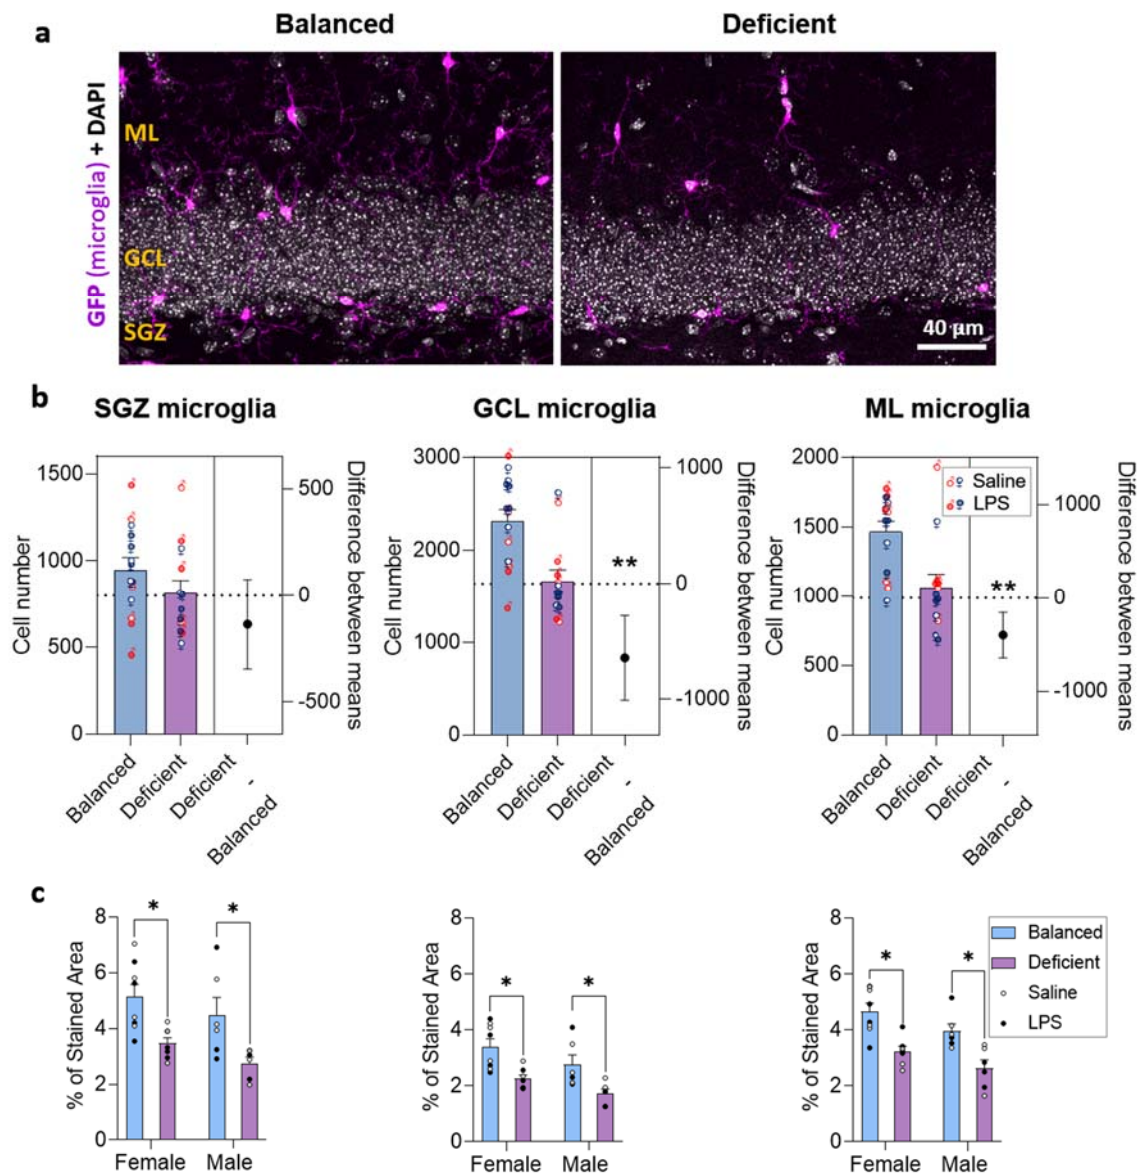 a
Balanced
Deficient
GFP (microglia) + DAPI
ML
GCL
SGZ
40 µm
b
SGZ microglia
GCL microglia
ML microglia
Cell number
1500
1000
500
0
Difference between means
500
0
-500
Balanced
Deficient
Deficient
-
Balanced
Cell number
3000
2000
1000
0
**
Difference between means
1000
0
-1000
Balanced
Deficient
Deficient
-
Balanced
Cell number
2000
1500
1000
500
0
Saline
LPS
**
Difference between means
1000
0
-1000
Balanced
Deficient
Deficient
-
Balanced
c
% of Stained Area
8
6
4
2
0
*
*
Female
Male
% of Stained Area
8
6
4
2
0
*
*
Female
Male
% of Stained Area
8
6
4
2
0
*
*
Female
Male
Balanced
Deficient
Saline
LPS